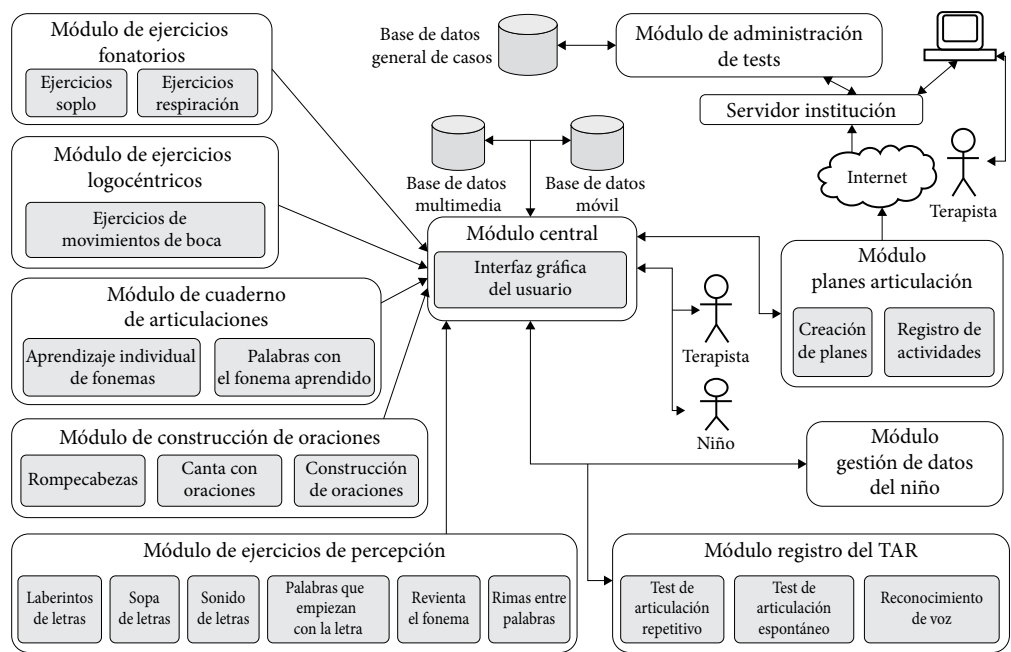 Módulo de ejercicios
fonatorios
Ejercicios
soplo
Ejercicios
respiración
Módulo de ejercicios
logocéntricos
Ejercicios de
movimientos de boca
Módulo de cuaderno
de articulaciones
Aprendizaje individual
de fonemas
Palabras con
el fonema aprendido
Módulo de construcción de oraciones
Rompecabezas
Canta con
oraciones
Construcción
de oraciones
Módulo de ejercicios de percepción
Laberintos
de letras
Sopa
de letras
Sonido
de letras
Palabras que
empiezan
con la letra
Revienta
el fonema
Rimas entre
palabras
Base de datos
general de casos
Módulo de administración
de tests
Servidor institución
Internet
Terapista
Base de datos
multimedia
Base de datos
móvil
Módulo central
Interfaz gráfica
del usuario
Terapista
Niño
Módulo
planes articulación
Creación
de planes
Registro de
actividades
Módulo
gestión de datos
del niño
Módulo registro del TAR
Test de
articulación
repetitivo
Test de
articulación
espontáneo
Reconocimiento
de voz